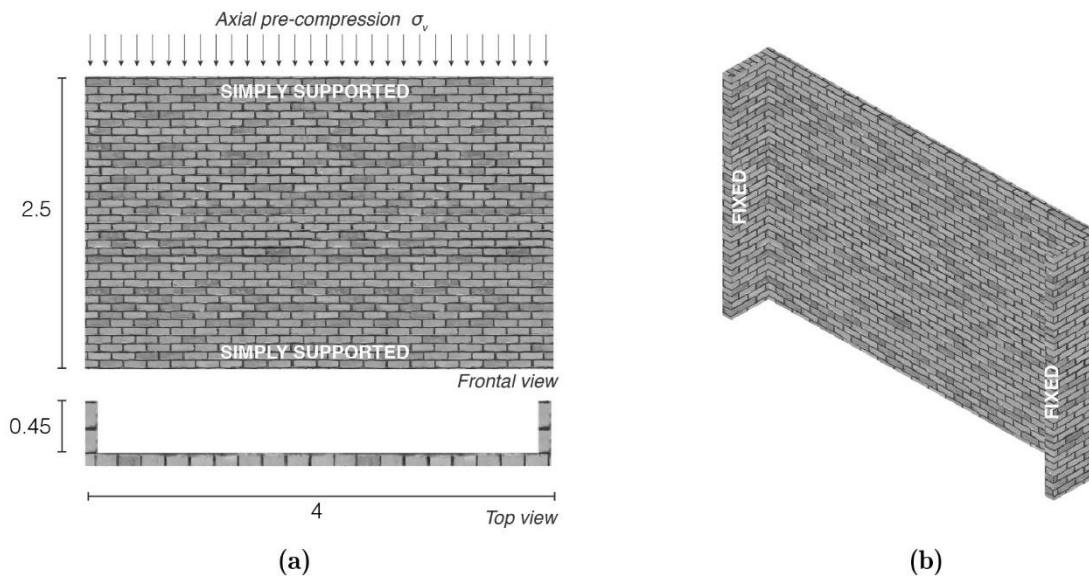 Axial pre-compression σᵥ
SIMPLY SUPPORTED
2.5
SIMPLY SUPPORTED
Frontal view
0.45
4
Top view
(a)
FIXED
FIXED
(b)